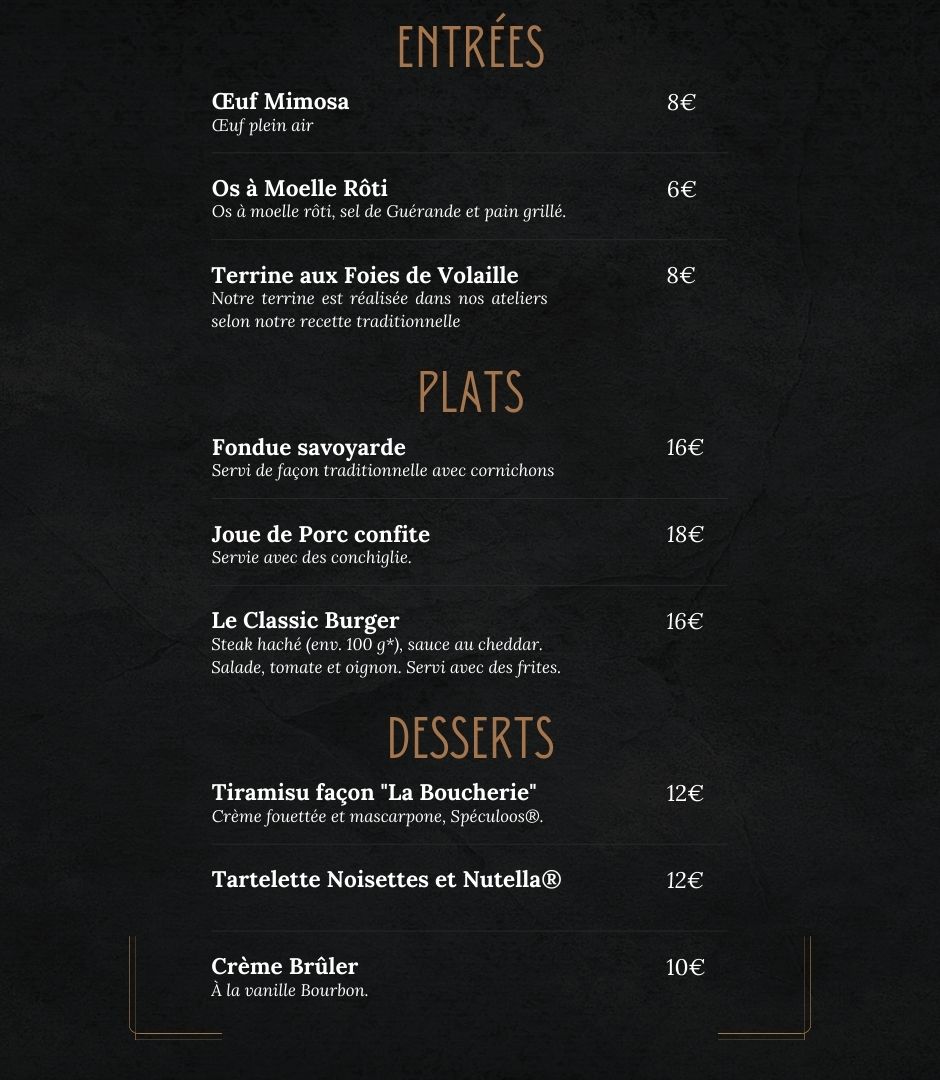 ENTRÉES
Œuf Mimosa 8€
Œuf plein air
Os à Moelle Rôti 6€
Os à moelle rôti, sel de Guérande et pain grillé.
Terrine aux Foies de Volaille 8€
Notre terrine est réalisée dans nos ateliers
selon notre recette traditionnelle
PLATS
Fondue savoyarde 16€
Servi de façon traditionnelle avec cornichons
Joue de Porc confite 18€
Servie avec des conchiglie.
Le Classic Burger 16€
Steak haché (env. 100 g*), sauce au cheddar.
Salade, tomate et oignon. Servi avec des frites.
DESSERTS
Tiramisu façon "La Boucherie" 12€
Crème fouettée et mascarpone, Spéculoos®.
Tartelette Noisettes et Nutella® 12€
Crème Brûler 10€
À la vanille Bourbon.